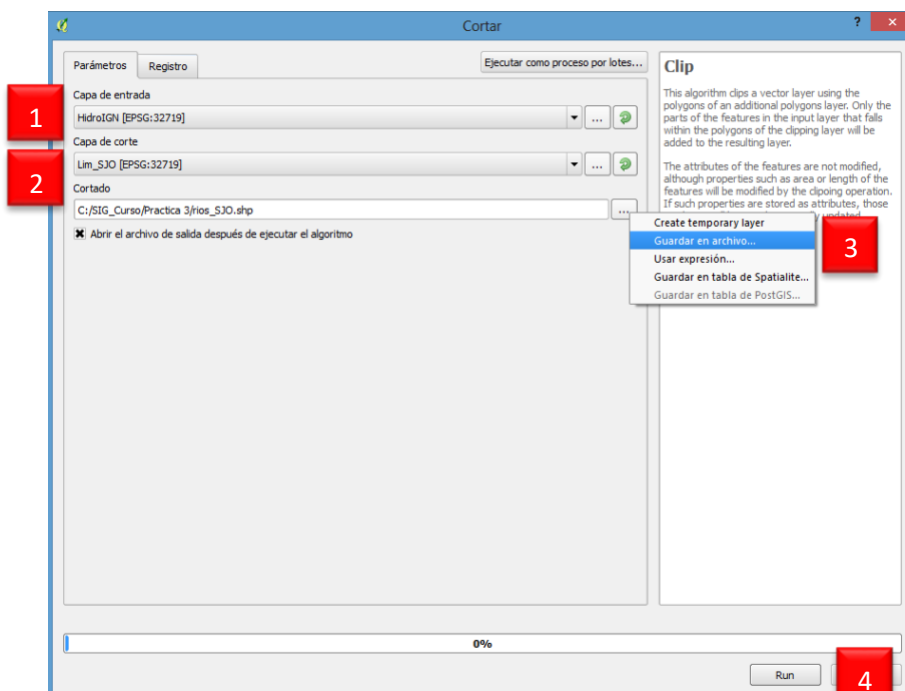 Cortar
? ×
Parámetros
Registro
Ejecutar como proceso por lotes...
1
Capa de entrada
HidroIGN [EPSG:32719]
...
2
Capa de corte
Lim_SJO [EPSG:32719]
...
Cortado
C:/SIG_Curso/Practica 3/rios_SJO.shp
...
Abrir el archivo de salida después de ejecutar el algoritmo
Create temporary layer
Guardar en archivo...
Usar expresión...
Guardar en tabla de Spatialite...
Guardar en tabla de PostGIS...
3
Clip
This algorithm clips a vector layer using the
polygons of an additional polygons layer. Only the
parts of the features in the input layer that falls
within the polygons of the clipping layer will be
added to the resulting layer.
The attributes of the features are not modified,
although properties such as area or length of the
features will be modified by the clipoing operation.
If such properties are stored as attributes, those
updated
0%
Run
4